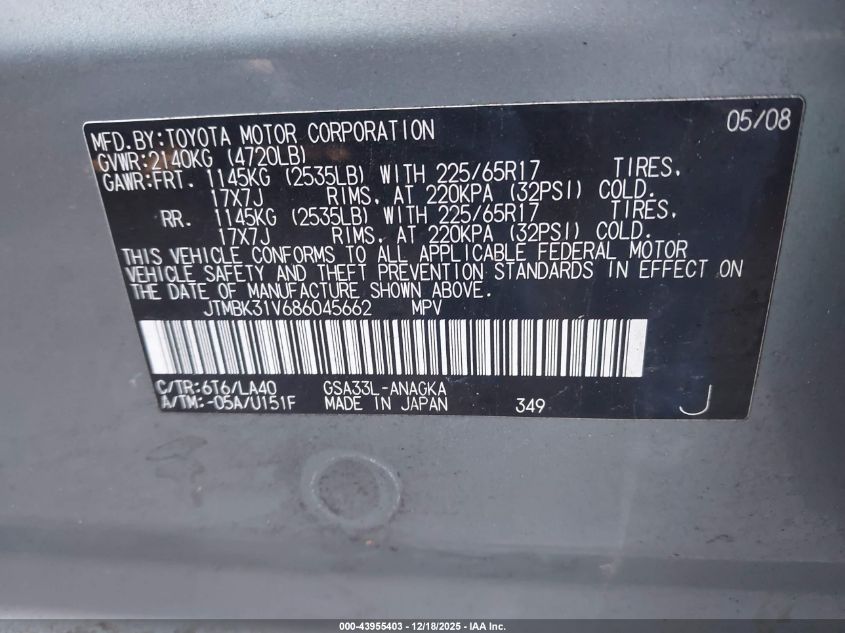 05/08
MFD.BY:TOYOTA MOTOR CORPORATION
GVWR:2140KG (4720LB)
GAWR:FRT. 1145KG (2535LB) WITH 225/65R17 TIRES,
17X7J RIMS, AT 220KPA (32PSI) COLD.
RR. 1145KG (2535LB) WITH 225/65R17 TIRES,
17X7J RIMS, AT 220KPA (32PSI) COLD.
THIS VEHICLE CONFORMS TO ALL APPLICABLE FEDERAL MOTOR
VEHICLE SAFETY AND THEFT PREVENTION STANDARDS IN EFFECT ON
THE DATE OF MANUFACTURE SHOWN ABOVE.
JTMBK31V686045662 MPV
C/TR:6T6/LA40 GSA33L-ANAGKA
A/TM:-05A/U151F MADE IN JAPAN 349 J
000-43955403 - 12/18/2025 - IAA Inc.